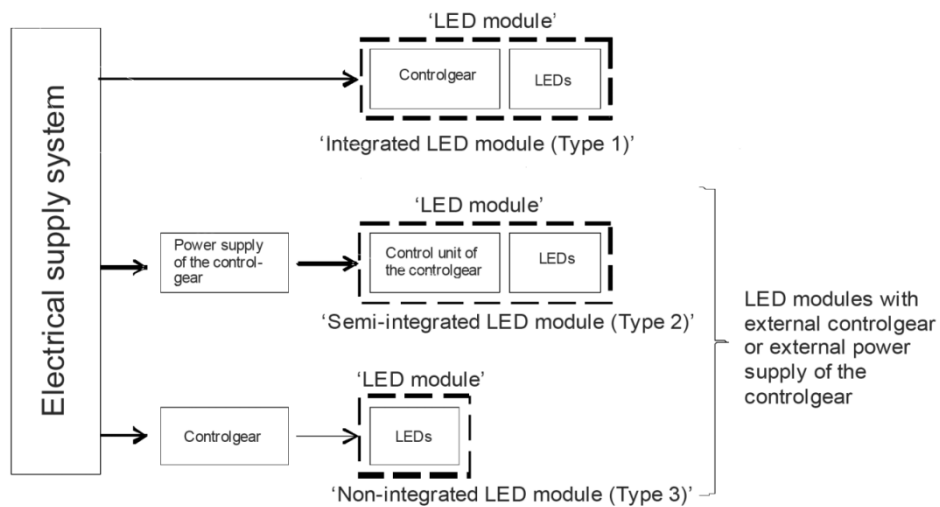 Electrical supply system
‘LED module’
Controlgear
LEDs
‘Integrated LED module (Type 1)’
‘LED module’
Power supply
of the control-
gear
Control unit of
the controlgear
LEDs
‘Semi-integrated LED module (Type 2)’
‘LED module’
Controlgear
LEDs
‘Non-integrated LED module (Type 3)’
LED modules with
external controlgear
or external power
supply of the
controlgear